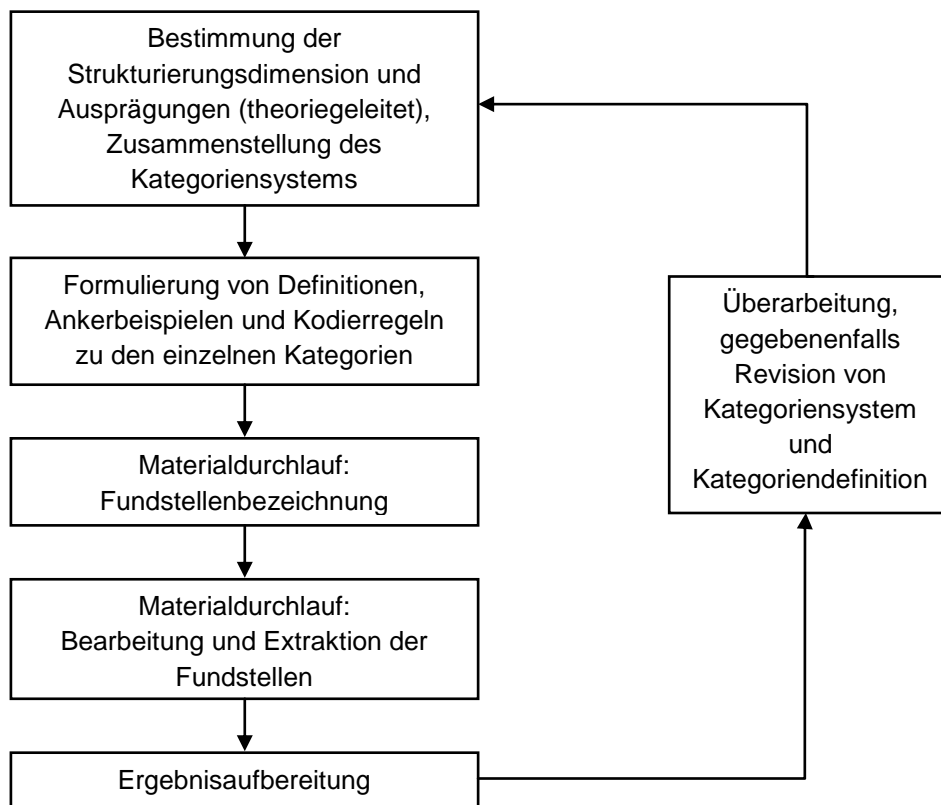 Bestimmung der
Strukturierungsdimension und
Ausprägungen (theoriegeleitet),
Zusammenstellung des
Kategoriensystems
Formulierung von Definitionen,
Ankerbeispielen und Kodierregeln
zu den einzelnen Kategorien
Materialdurchlauf:
Fundstellenbezeichnung
Materialdurchlauf:
Bearbeitung und Extraktion der
Fundstellen
Ergebnisaufbereitung
Überarbeitung,
gegebenenfalls
Revision von
Kategoriensystem
und
Kategoriendefinition